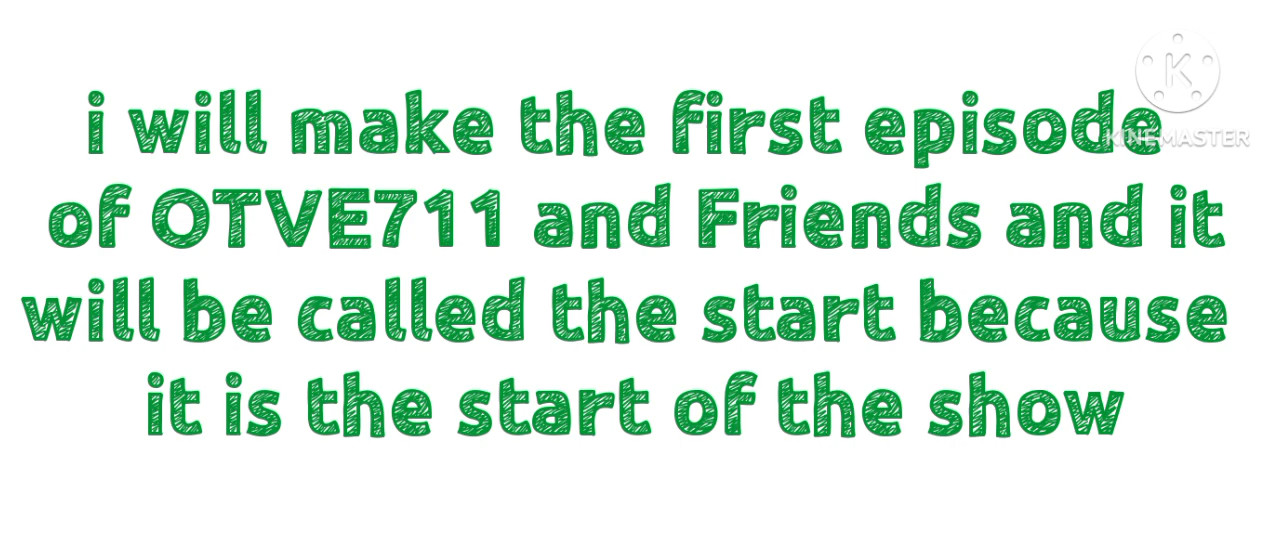 i will make the first episode
of OTVE711 and Friends and it
will be called the start because
it is the start of the show
K
KINEMASTER